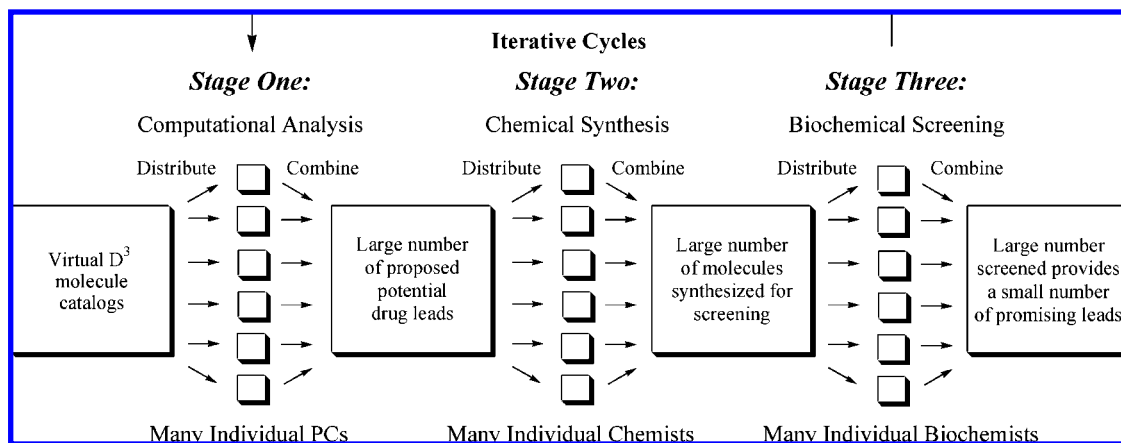 Iterative Cycles
Stage One:
Stage Two:
Stage Three:
Computational Analysis
Chemical Synthesis
Biochemical Screening
Distribute
Combine
Distribute
Combine
Distribute
Combine
Virtual D³
molecule
catalogs
Large number
of proposed
potential
drug leads
Large number
of molecules
synthesized for
screening
Large number
screened provides
a small number
of promising leads
Many Individual PCs
Many Individual Chemists
Many Individual Biochemists